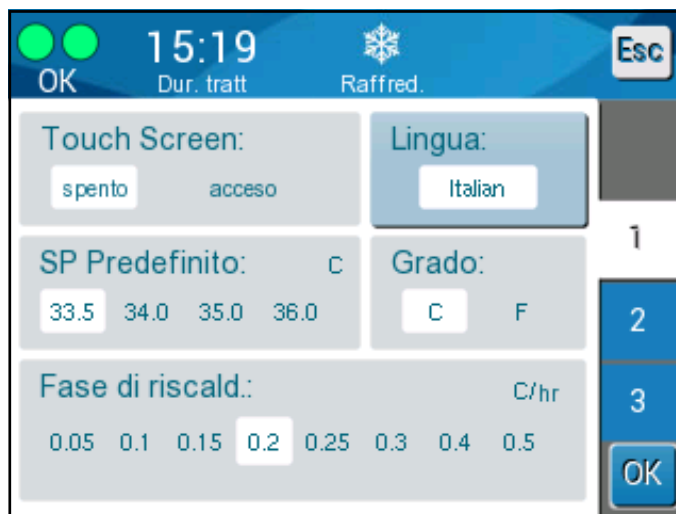 15:19
Esc
OK
Dur. tratt
Raffred.
Touch Screen:
spento acceso
Lingua:
Italian
SP Predefinito: C
33.5 34.0 35.0 36.0
Grado:
C F
Fase di riscald.: C/hr
0.05 0.1 0.15 0.2 0.25 0.3 0.4 0.5
1
2
3
OK